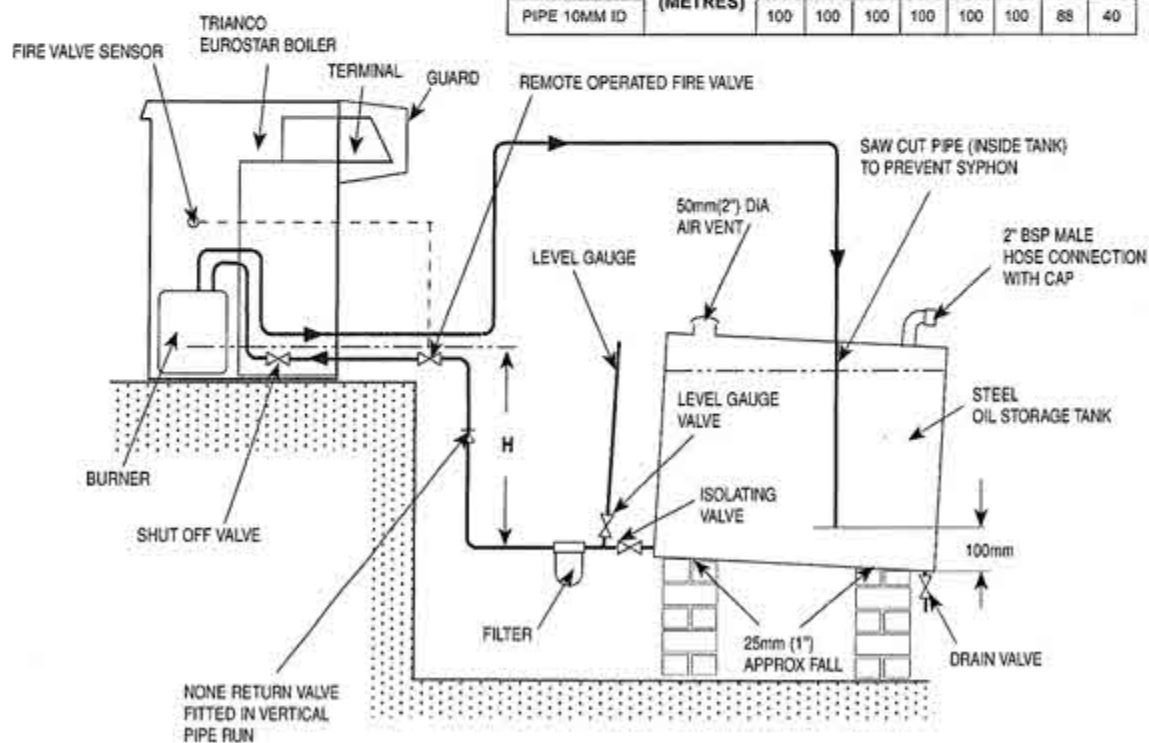 (METRES)
PIPE 10MM ID
100 100 100 100 100 100 88 40
TRIANCO
EUROSTAR BOILER
FIRE VALVE SENSOR
TERMINAL
GUARD
REMOTE OPERATED FIRE VALVE
SAW CUT PIPE (INSIDE TANK)
TO PREVENT SYPHON
50mm(2") DIA
AIR VENT
2" BSP MALE
HOSE CONNECTION
WITH CAP
LEVEL GAUGE
LEVEL GAUGE
VALVE
STEEL
OIL STORAGE TANK
H
BURNER
ISOLATING
VALVE
SHUT OFF VALVE
100mm
FILTER
25mm (1")
APPROX FALL
DRAIN VALVE
NONE RETURN VALVE
FITTED IN VERTICAL
PIPE RUN